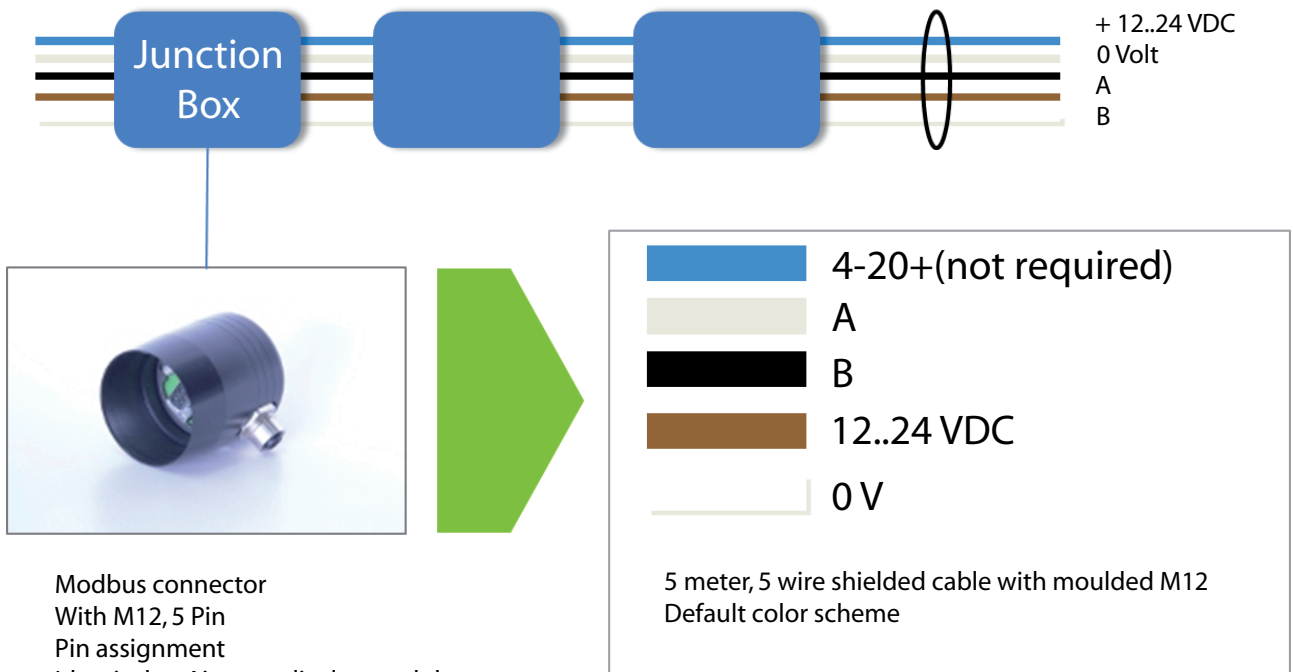 Junction
Box
+ 12..24 VDC
0 Volt
A
B
4-20+(not required)
A
B
12..24 VDC
0 V
Modbus connector
With M12, 5 Pin
Pin assignment
5 meter, 5 wire shielded cable with moulded M12
Default color scheme